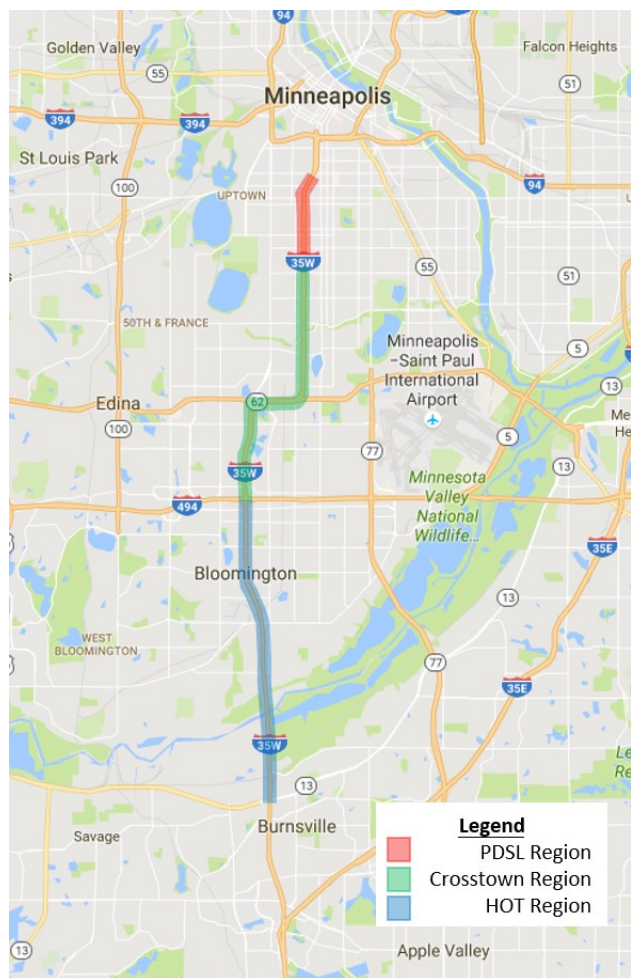 Golden Valley
94
Falcon Heights
55
51
Minneapolis
394
394
St Louis Park
100
94
UPTOWN
35W
55
51
50TH & FRANCE
Minneapolis
–Saint Paul
International
Airport
5
13
Edina
62
100
77
5
35W
13
494
Minnesota
Valley
National
Wildlife...
35E
Bloomington
13
WEST
BLOOMINGTON
77
35E
35W
13
Savage
Burnsville
Legend
PDSL Region
Crosstown Region
HOT Region
13
Apple Valley